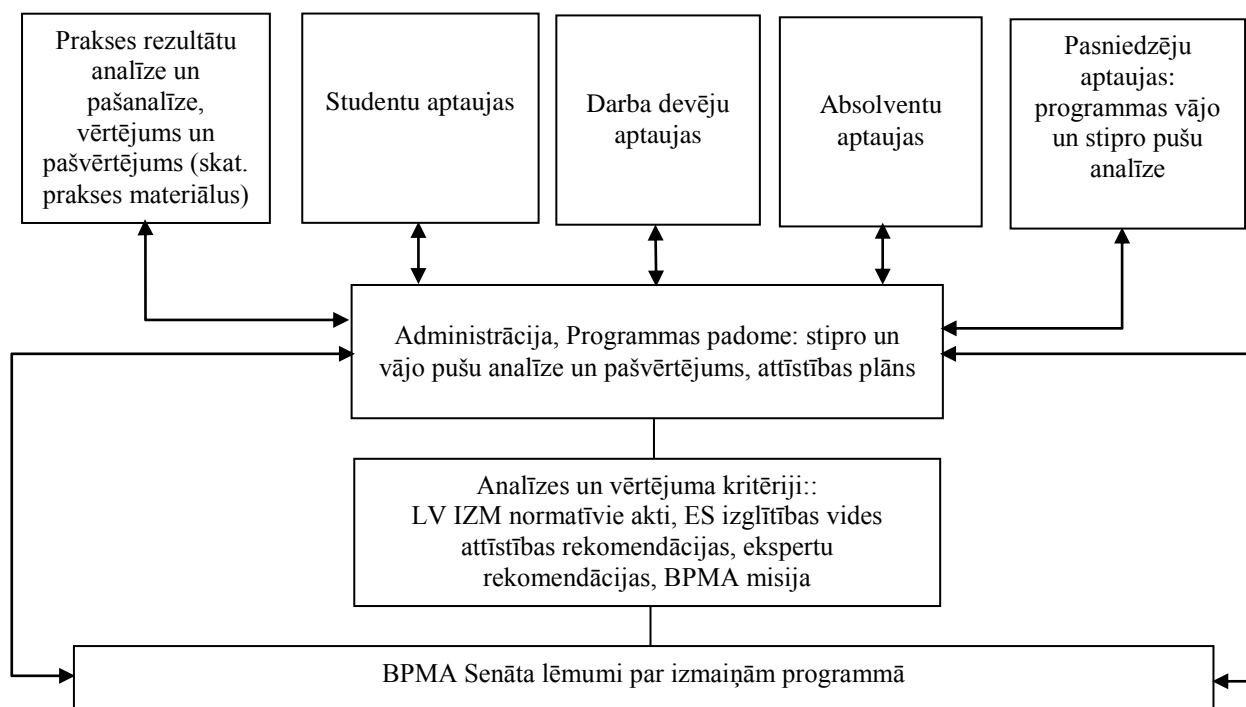 Prakses rezultātu
analīze un
pašanalīze,
vērtējums un
pašvērtējums (skat.
prakses materiālus)
Studentu aptaujas
Darba devēju
aptaujas
Absolventu
aptaujas
Pasniedzēju
aptaujas:
programmas vājo
un stipro pušu
analīze
Administrācija, Programmas padome: stipro un
vājo pušu analīze un pašvērtējums, attīstības plāns
Analīzes un vērtējuma kritēriji::
LV IZM normatīvie akti, ES izglītības vides
attīstības rekomendācijas, ekspertu
rekomendācijas, BPMA misija
BPMA Senāta lēmumi par izmaiņām programmā